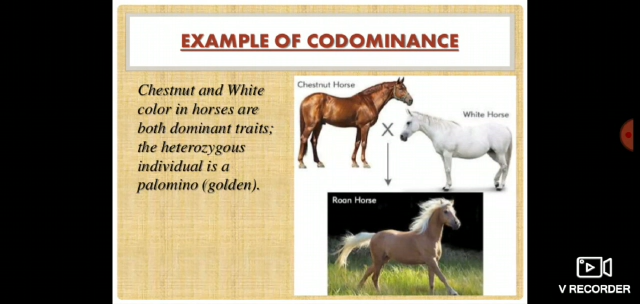 EXAMPLE OF CODOMINANCE
Chestnut and White
color in horses are
both dominant traits;
the heterozygous
individual is a
palomino (golden).
Chestnut Horse
White Horse
X
Roan Horse
V RECORDER